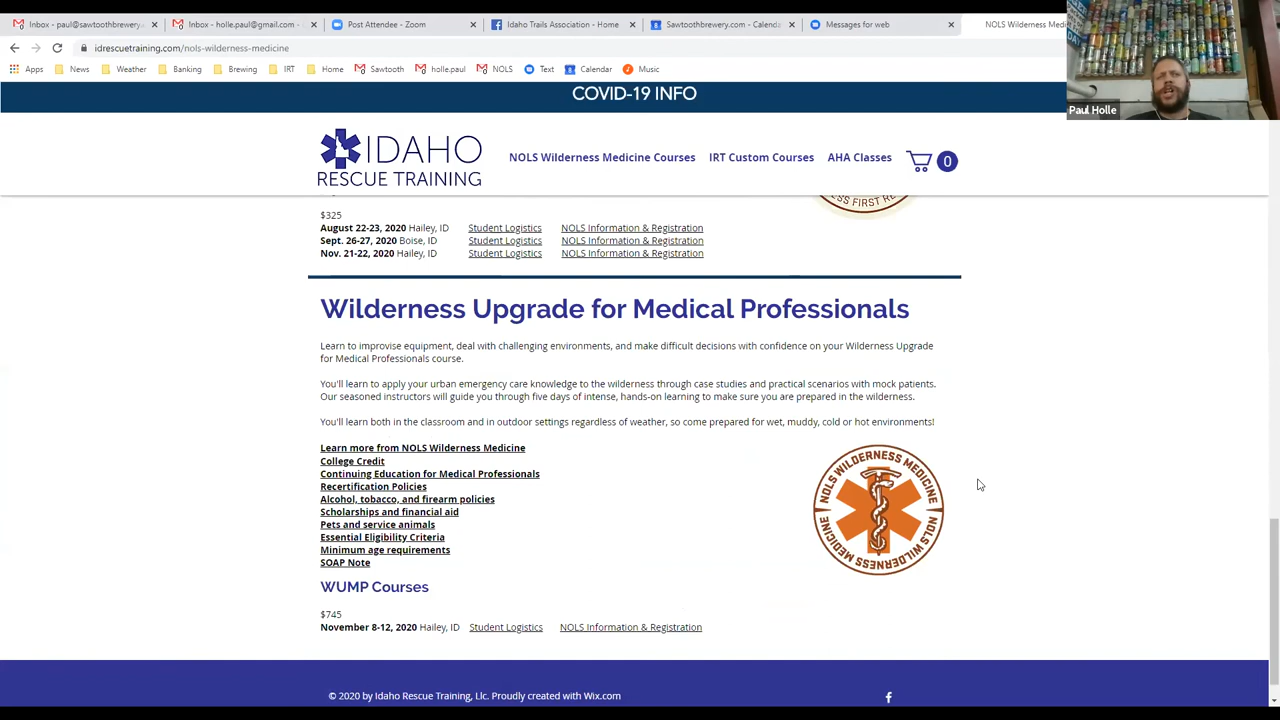 Inbox - paul@sawtoothbrewery.
Inbox - holle.paul@gmail.com -
Post Attendee - Zoom
Idaho Trails Association - Home
Sawtoothbrewery.com - Calenda
Messages for web
NOLS Wilderness Medi
idrescuetraining.com/nols-wilderness-medicine
Apps News Weather Banking Brewing IRT Home Sawtooth holle.paul NOLS Text Calendar Music
Paul Holle
COVID-19 INFO
IDAHO
RESCUE TRAINING
NOLS Wilderness Medicine Courses IRT Custom Courses AHA Classes 0
$325
August 22-23, 2020 Hailey, ID Student Logistics NOLS Information & Registration
Sept. 26-27, 2020 Boise, ID Student Logistics NOLS Information & Registration
Nov. 21-22, 2020 Hailey, ID Student Logistics NOLS Information & Registration
Wilderness Upgrade for Medical Professionals
Learn to improvise equipment, deal with challenging environments, and make difficult decisions with confidence on your Wilderness Upgrade
for Medical Professionals course.
You'll learn to apply your urban emergency care knowledge to the wilderness through case studies and practical scenarios with mock patients.
Our seasoned instructors will guide you through five days of intense, hands-on learning to make sure you are prepared in the wilderness.
You'll learn both in the classroom and in outdoor settings regardless of weather, so come prepared for wet, muddy, cold or hot environments!
Learn more from NOLS Wilderness Medicine
College Credit
Continuing Education for Medical Professionals
Recertification Policies
Alcohol, tobacco, and firearm policies
Scholarships and financial aid
Pets and service animals
Essential Eligibility Criteria
Minimum age requirements
SOAP Note
NOLS WILDERNESS MEDICINE
NOLS WILDERNESS MEDICINE
WUMP Courses
$745
November 8-12, 2020 Hailey, ID Student Logistics NOLS Information & Registration
© 2020 by Idaho Rescue Training, Llc. Proudly created with Wix.com